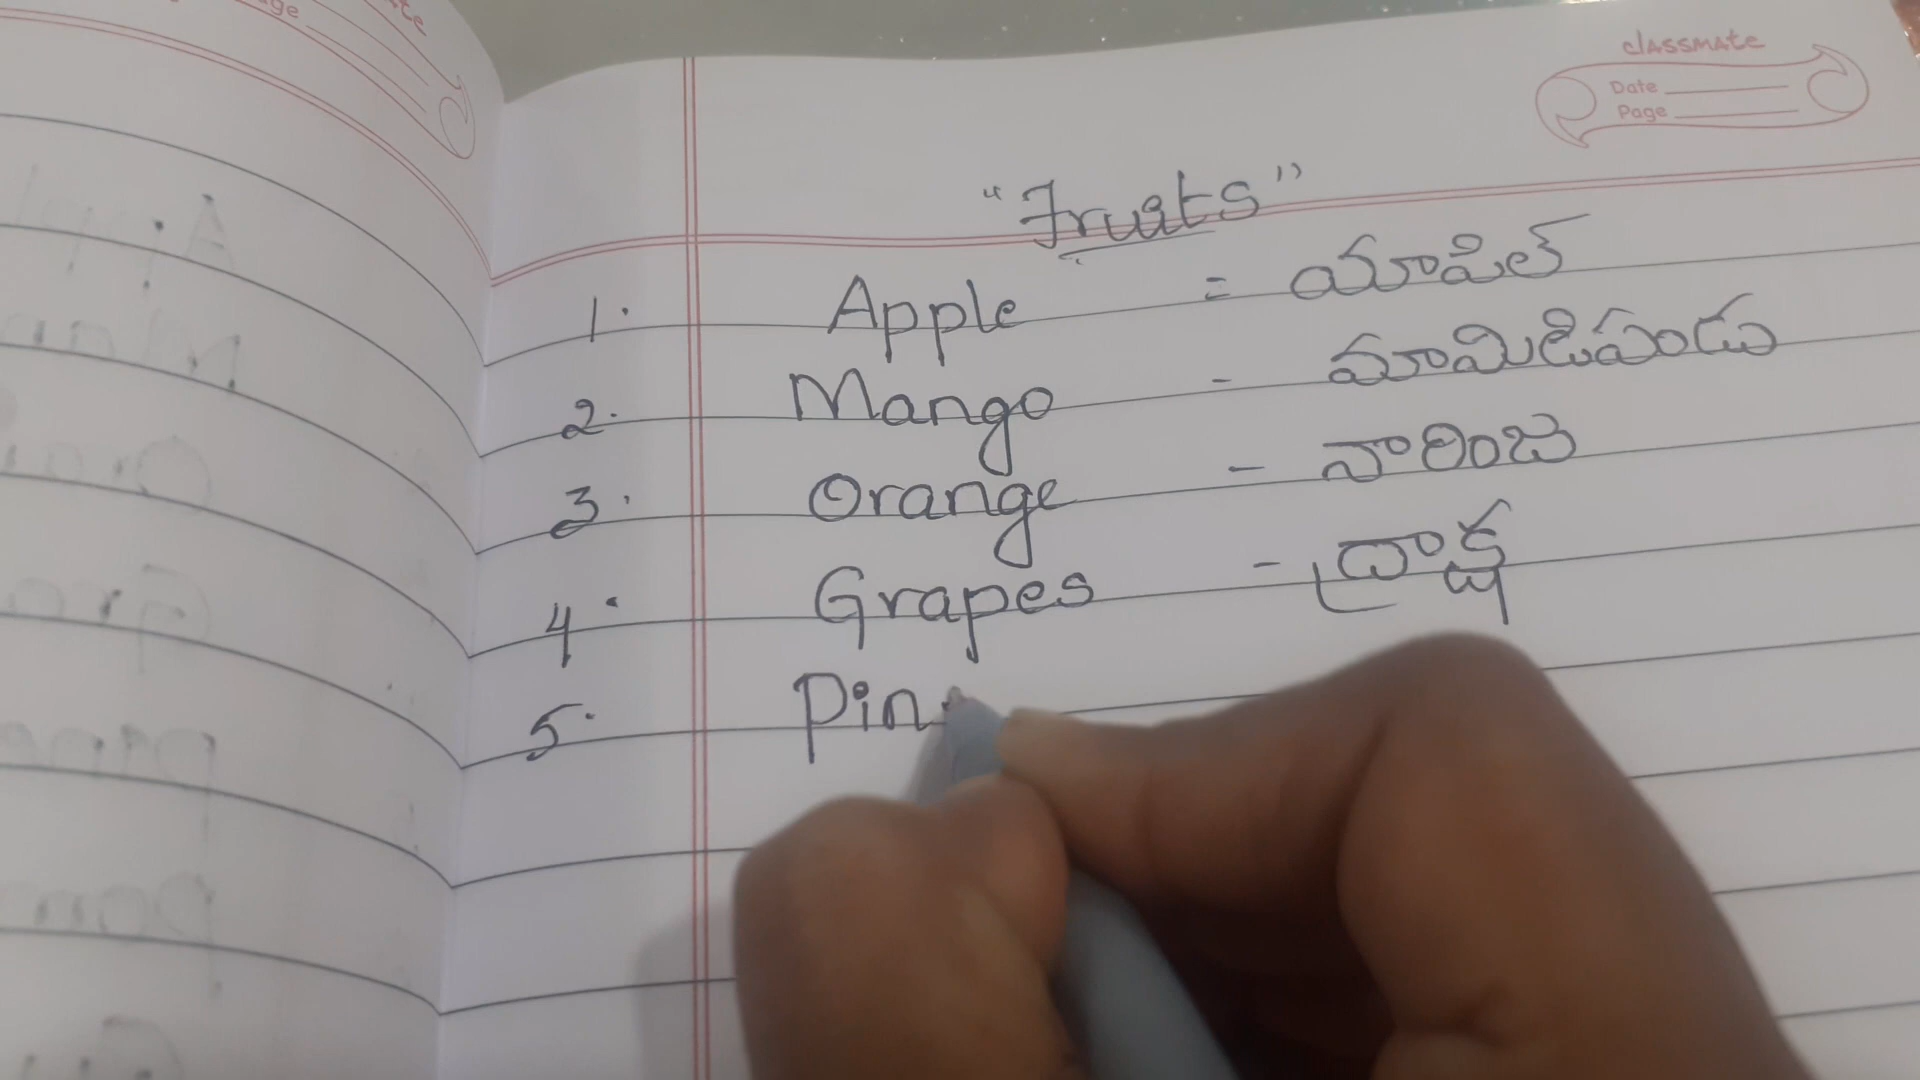 classmate
Date
Page
"Fruits"
1. Apple = యాపిల్
2. Mango - మామిడిపండు
3. Orange - నారింజ
4. Grapes - ద్రాక్ష
5. Pin